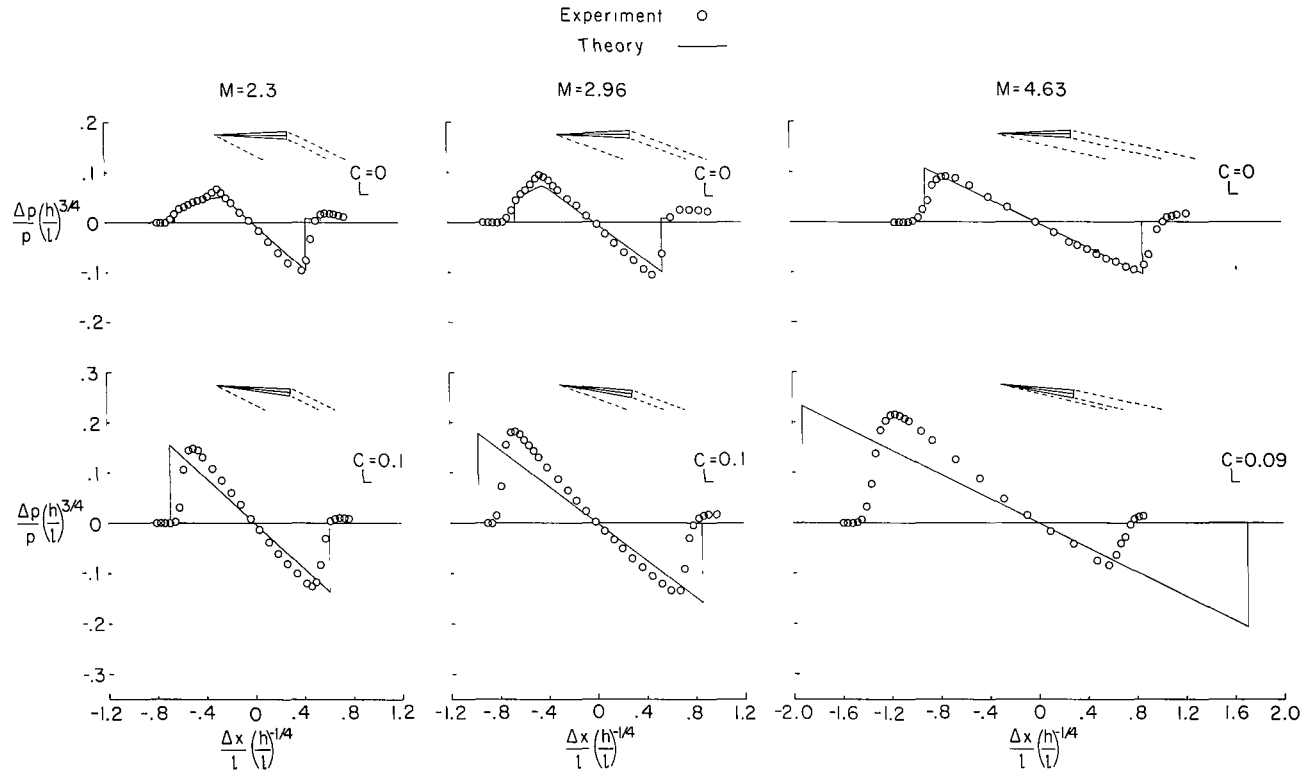 Experiment ○
Theory ——
M=2.3
M=2.96
M=4.63
.2
.1
0
-.1
-.2
Δp/p (h/l)^3/4
C_L=0
C_L=0
C_L=0
.3
.2
.1
0
-.1
-.2
-.3
Δp/p (h/l)^3/4
C_L=0.1
C_L=0.1
C_L=0.09
-1.2 -.8 -.4 0 .4 .8 1.2
-1.2 -.8 -.4 0 .4 .8 1.2
-2.0 -1.6 -1.2 -.8 -.4 0 .4 .8 1.2 1.6 2.0
Δx/l (h/l)^-1/4
Δx/l (h/l)^-1/4
Δx/l (h/l)^-1/4